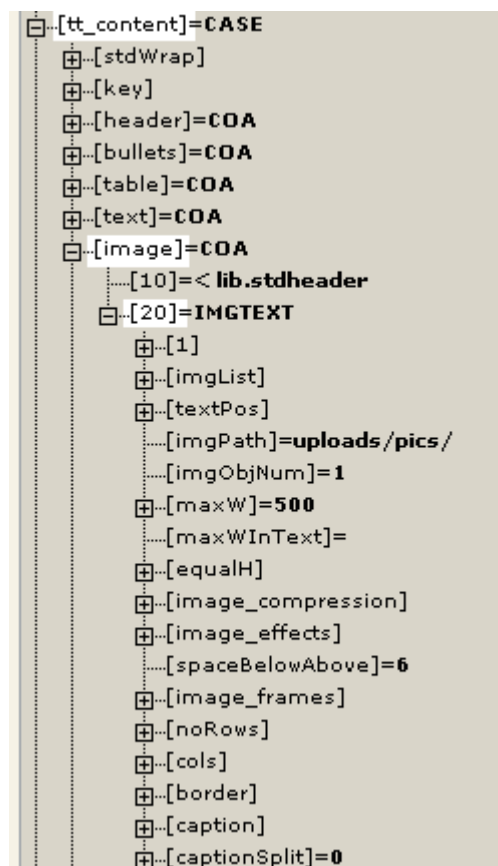 [tt_content]=CASE
[stdWrap]
[key]
[header]=COA
[bullets]=COA
[table]=COA
[text]=COA
[image]=COA
[10]=< lib.stdheader
[20]=IMGTEXT
[1]
[imgList]
[textPos]
[imgPath]=uploads/pics/
[imgObjNum]=1
[maxW]=500
[maxWInText]=
[equalH]
[image_compression]
[image_effects]
[spaceBelowAbove]=6
[image_frames]
[noRows]
[cols]
[border]
[caption]
[captionSplit]=0